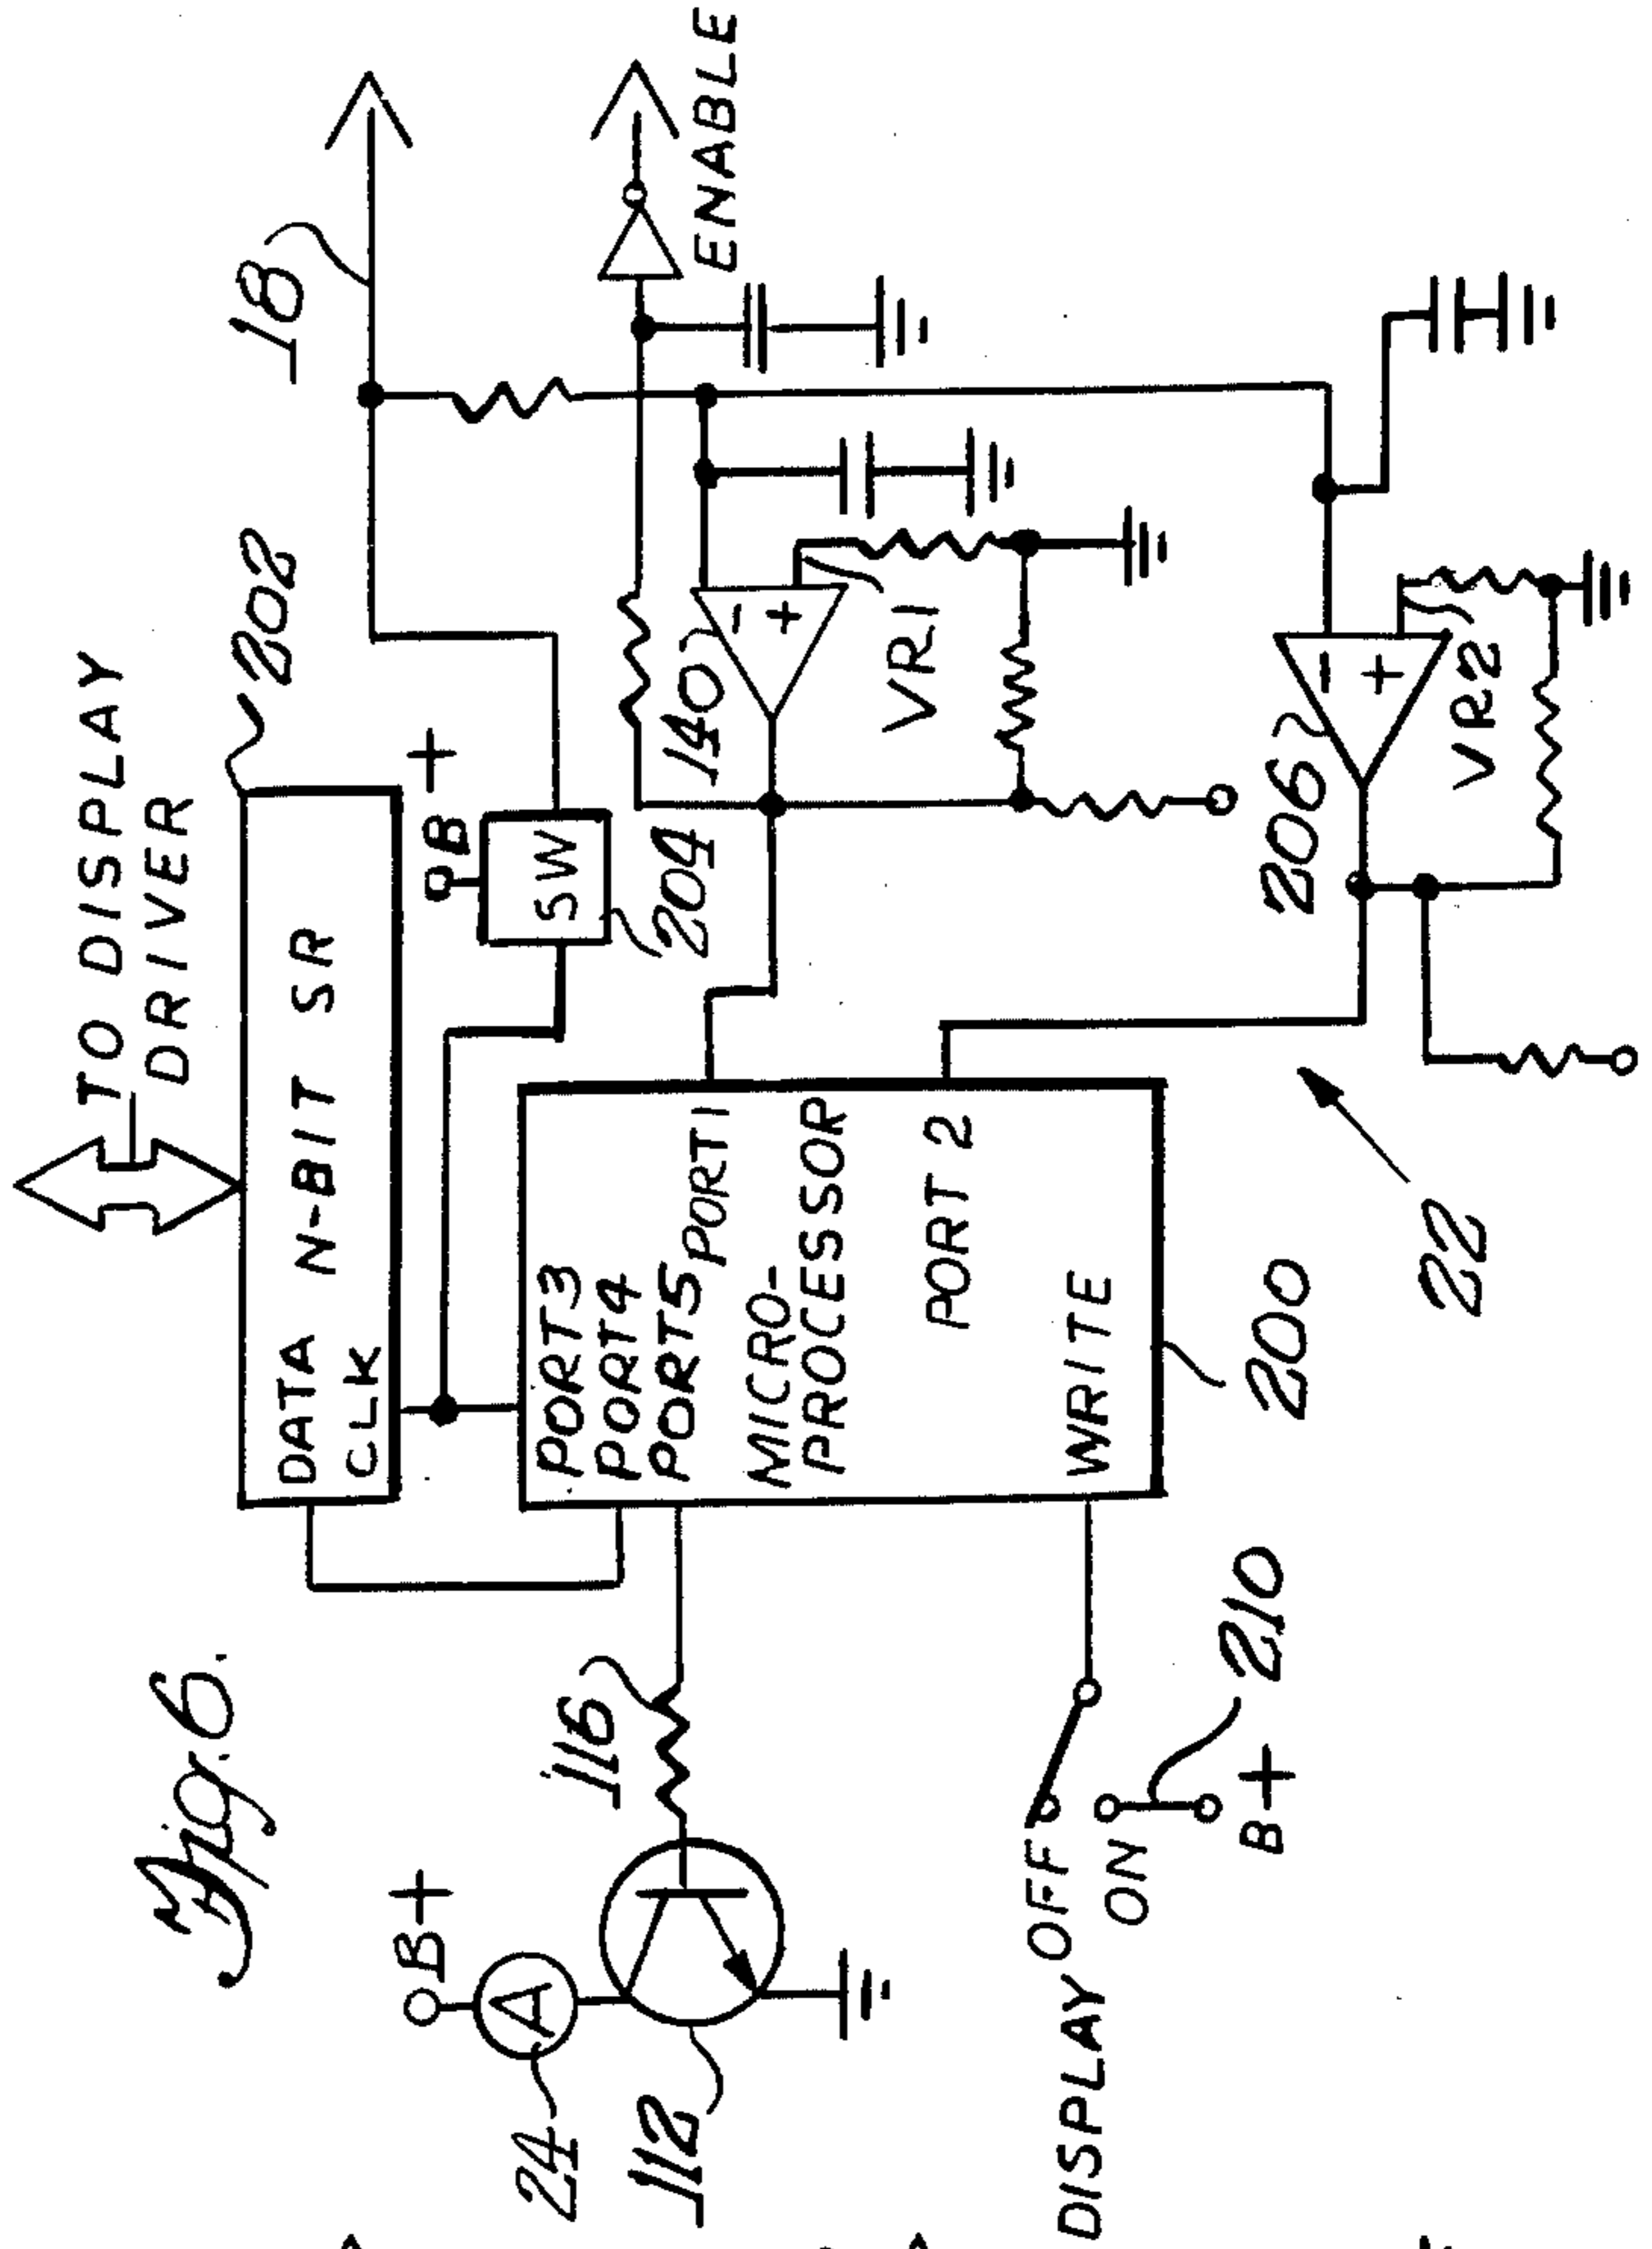 Fig. 6.
TO DISPLAY
DRIVER
202
DATA N-BIT SR
CLK
18
B+
SW
204
ENABLE
B+
A
24
112
116
PORT3
PORT4
PORT5
PORT1
MICRO-
PROCESSOR
PORT 2
WRITE
200
140
-
+
VR1
206
-
+
VR2
22
DISPLAY OFF
ON
B+
210